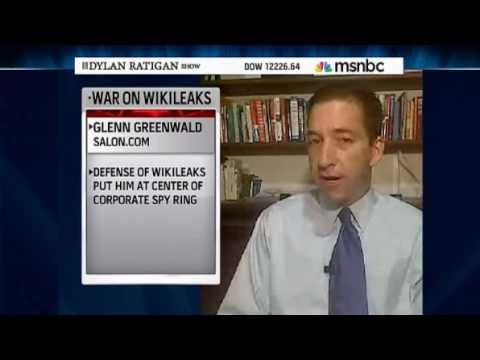 THE DYLAN RATIGAN SHOW
DOW 12226.64
msnbc
WAR ON WIKILEAKS
GLENN GREENWALD
SALON.COM
DEFENSE OF WIKILEAKS
PUT HIM AT CENTER OF
CORPORATE SPY RING